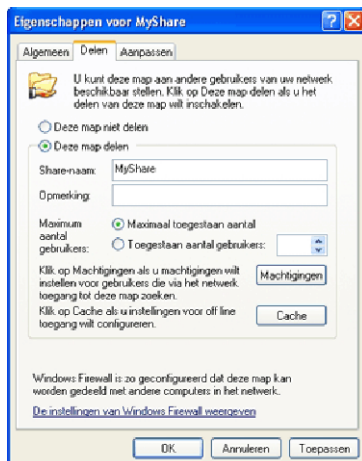 Eigenschappen voor MyShare
Algemeen Delen Aanpassen
U kunt deze map aan andere gebruikers van uw netwerk
beschikbaar stellen. Klik op Deze map delen als u het
delen van deze map wilt inschakelen.
Deze map niet delen
Deze map delen
Share-naam: MyShare
Opmerking:
Maximum
aantal
gebruikers:
Maximaal toegestaan aantal
Toegestaan aantal gebruikers:
Klik op Machtigingen als u machtigingen wilt
instellen voor gebruikers die via het netwerk
toegang tot deze map zoeken.
Machtigingen
Klik op Cache als u instellingen voor off line
toegang wilt configureren.
Cache
Windows Firewall is zo geconfigureerd dat deze map kan
worden gedeeld met andere computers in het netwerk.
De instellingen van Windows Firewall weergeven
OK Annuleren Toepassen